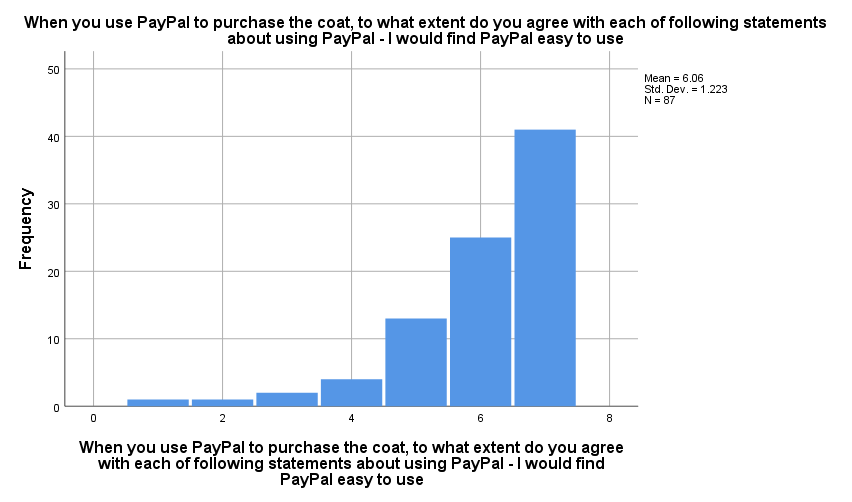 When you use PayPal to purchase the coat, to what extent do you agree with each of following statements
about using PayPal - I would find PayPal easy to use
Mean = 6.06
Std. Dev. = 1.223
N = 87
50
40
30
20
10
0
Frequency
0 2 4 6 8
When you use PayPal to purchase the coat, to what extent do you agree
with each of following statements about using PayPal - I would find
PayPal easy to use